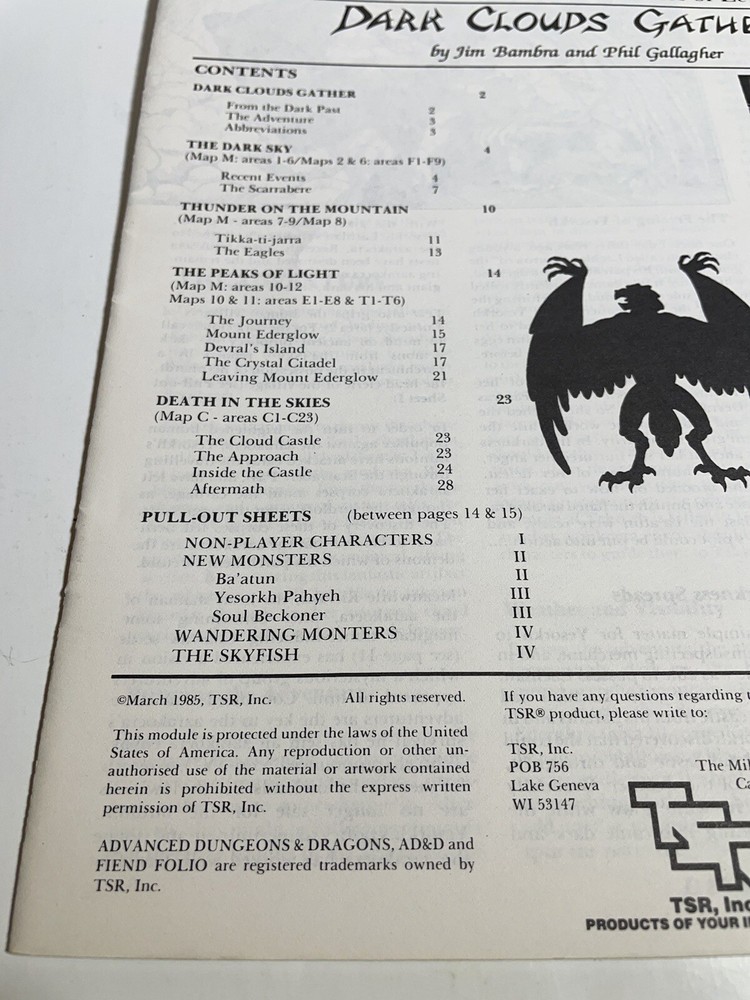 DARK CLOUDS GATHE
by Jim Bambra and Phil Gallagher
CONTENTS
DARK CLOUDS GATHER 2
From the Dark Past 2
The Adventure 3
Abbreviations 3
THE DARK SKY 4
(Map M: areas 1-6/Maps 2 & 6: areas F1-F9)
Recent Events 4
The Scarrabere 7
THUNDER ON THE MOUNTAIN 10
(Map M - areas 7-9/Map 8)
Tikka-ti-jarra 11
The Eagles 13
THE PEAKS OF LIGHT 14
(Map M: areas 10-12
Maps 10 & 11: areas E1-E8 & T1-T6)
The Journey 14
Mount Ederglow 15
Devral's Island 17
The Crystal Citadel 17
Leaving Mount Ederglow 21
DEATH IN THE SKIES 23
(Map C - areas C1-C23)
The Cloud Castle 23
The Approach 23
Inside the Castle 24
Aftermath 28
PULL-OUT SHEETS (between pages 14 & 15)
NON-PLAYER CHARACTERS I
NEW MONSTERS II
Ba'atun II
Yesorkh Pahyeh III
Soul Beckoner III
WANDERING MONTERS IV
THE SKYFISH IV
©March 1985, TSR, Inc. All rights reserved.
This module is protected under the laws of the United
States of America. Any reproduction or other un-
authorised use of the material or artwork contained
herein is prohibited without the express written
permission of TSR, Inc.
ADVANCED DUNGEONS & DRAGONS, AD&D and
FIEND FOLIO are registered trademarks owned by
TSR, Inc.
If you have any questions regarding
TSR® product, please write to:
TSR, Inc.
POB 756
Lake Geneva
WI 53147
The Mil
Ca
TSR, Inc
PRODUCTS OF YOUR I